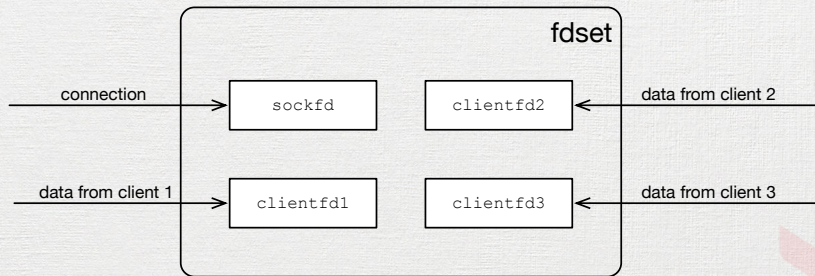 fdset
connection
sockfd
clientfd2
data from client 2
data from client 1
clientfd1
clientfd3
data from client 3